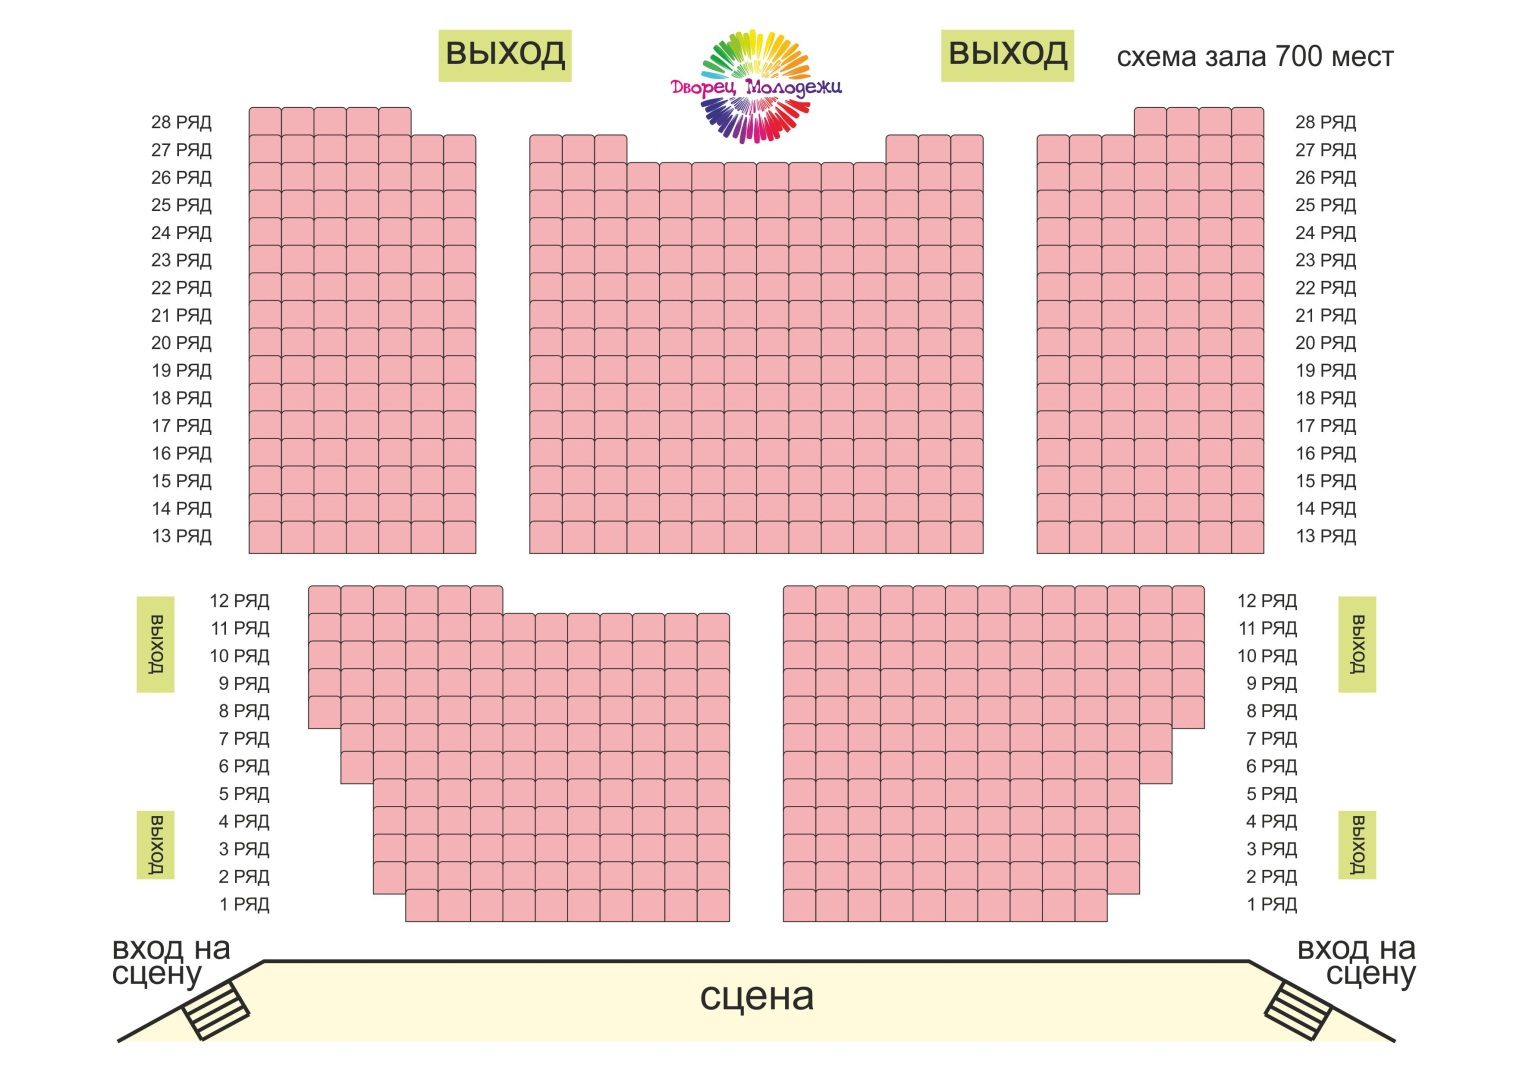 ВЫХОД
ВЫХОД
схема зала 700 мест
Дворец Молодежи
28 РЯД
28 РЯД
27 РЯД
27 РЯД
26 РЯД
26 РЯД
25 РЯД
25 РЯД
24 РЯД
24 РЯД
23 РЯД
23 РЯД
22 РЯД
22 РЯД
21 РЯД
21 РЯД
20 РЯД
20 РЯД
19 РЯД
19 РЯД
18 РЯД
18 РЯД
17 РЯД
17 РЯД
16 РЯД
16 РЯД
15 РЯД
15 РЯД
14 РЯД
14 РЯД
13 РЯД
13 РЯД
12 РЯД
12 РЯД
11 РЯД
11 РЯД
ВЫХОД
ВЫХОД
10 РЯД
10 РЯД
9 РЯД
9 РЯД
8 РЯД
8 РЯД
7 РЯД
7 РЯД
6 РЯД
6 РЯД
5 РЯД
5 РЯД
4 РЯД
4 РЯД
ВЫХОД
ВЫХОД
3 РЯД
3 РЯД
2 РЯД
2 РЯД
1 РЯД
1 РЯД
вход на
сцену
вход на
сцену
сцена